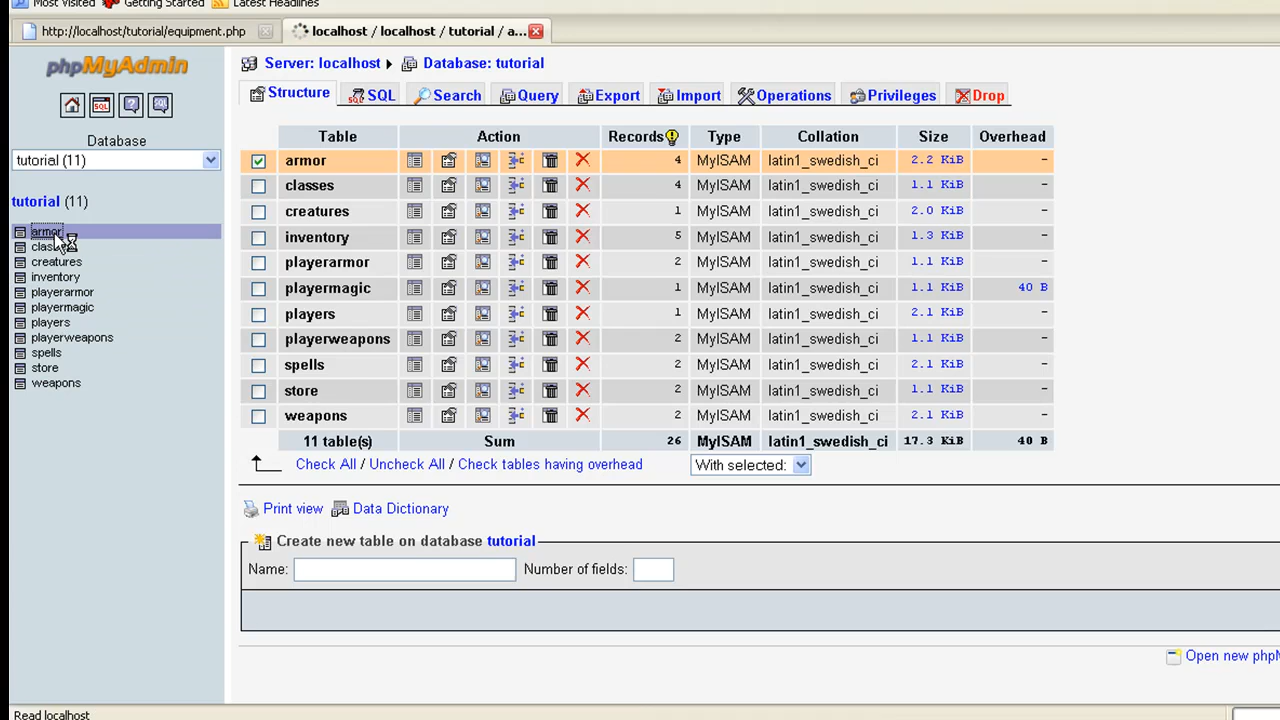 Most Visited Getting Started Latest Headlines
http://localhost/tutorial/equipment.php localhost / localhost / tutorial / a...
phpMyAdmin
Server: localhost Database: tutorial
Structure SQL Search Query Export Import Operations Privileges Drop
SQL ? SQL
Database
tutorial (11)
tutorial (11)
armor
creatures
inventory
playerarmor
playermagic
players
playerweapons
spells
store
weapons
Table Action Records Type Collation Size Overhead
armor 4 MyISAM latin1_swedish_ci 2.2 KiB -
classes 4 MyISAM latin1_swedish_ci 1.1 KiB -
creatures 1 MyISAM latin1_swedish_ci 2.0 KiB -
inventory 5 MyISAM latin1_swedish_ci 1.3 KiB -
playerarmor 2 MyISAM latin1_swedish_ci 1.1 KiB -
playermagic 1 MyISAM latin1_swedish_ci 1.1 KiB 40 B
players 1 MyISAM latin1_swedish_ci 2.1 KiB -
playerweapons 2 MyISAM latin1_swedish_ci 1.1 KiB -
spells 2 MyISAM latin1_swedish_ci 2.1 KiB -
store 2 MyISAM latin1_swedish_ci 1.1 KiB -
weapons 2 MyISAM latin1_swedish_ci 2.1 KiB -
11 table(s) Sum 26 MyISAM latin1_swedish_ci 17.3 KiB 40 B
Check All / Uncheck All / Check tables having overhead With selected:
Print view Data Dictionary
Create new table on database tutorial
Name: Number of fields:
Open new phpM
Read localhost